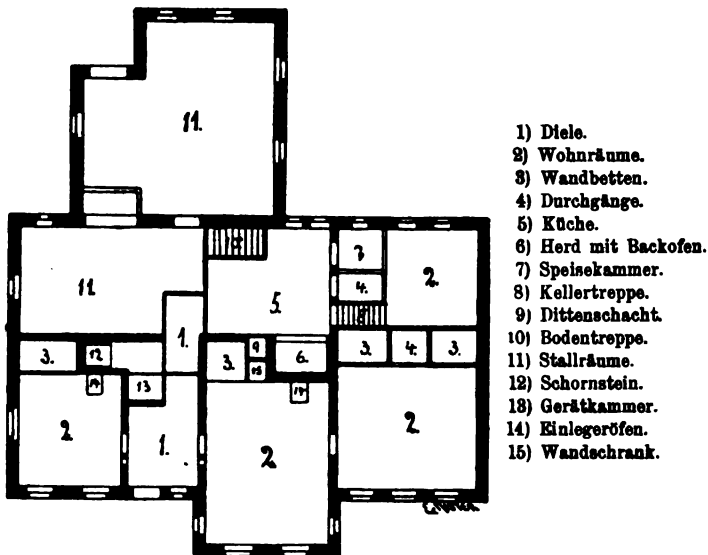 11.
11.
7
2.
4.
5.
1.
3.
12
3.
9
6.
3.
4.
3.
14
13
15
14
2.
1.
2
2
1) Diele.
2) Wohnräume.
3) Wandbetten.
4) Durchgänge.
5) Küche.
6) Herd mit Backofen.
7) Speisekammer.
8) Kellertreppe.
9) Dittenschacht.
10) Bodentreppe.
11) Stallräume.
12) Schornstein.
13) Gerätkammer.
14) Einlegeröfen.
15) Wandschrank.